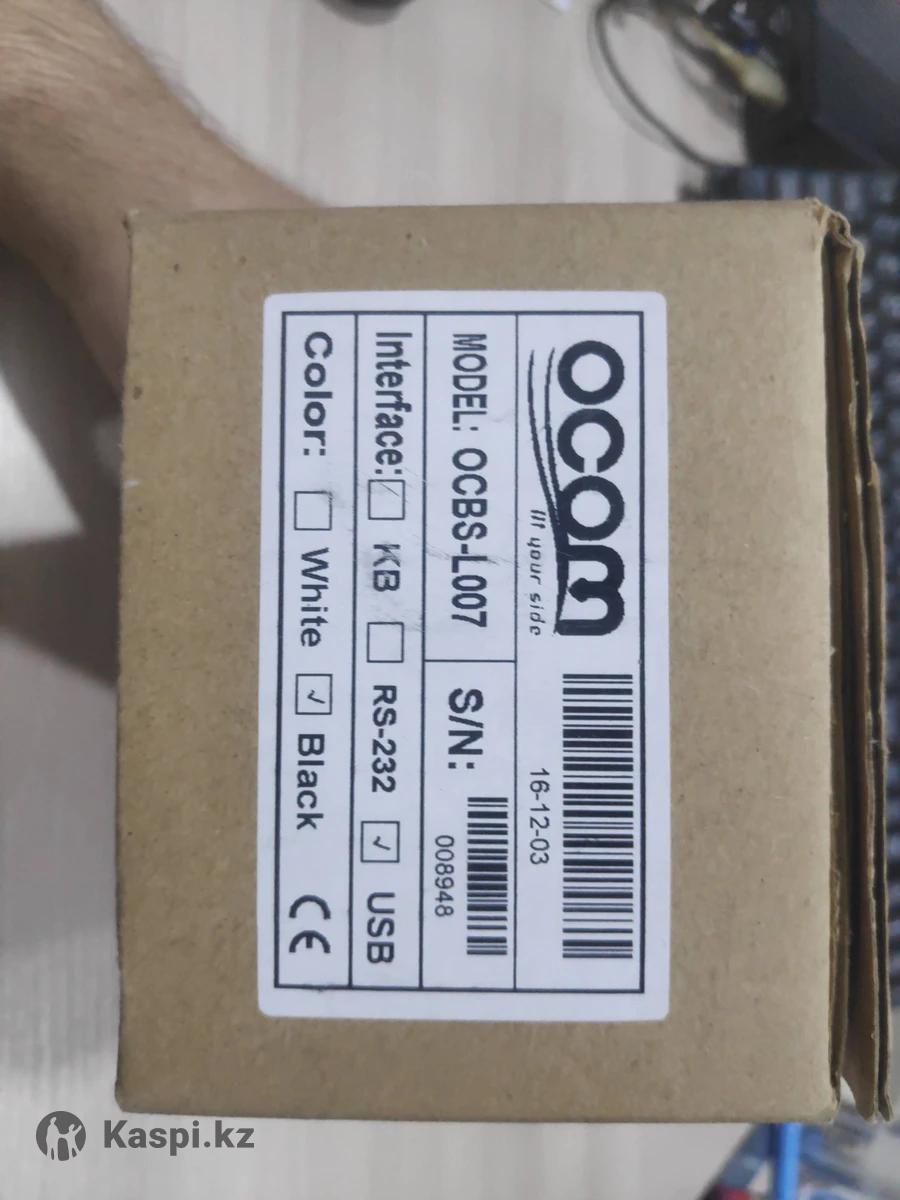 ocom
fit your side
16-12-03
MODEL: OCBS-L007
S/N:
008948
Interface: KB RS-232 ✓ USB
Color: White ✓ Black CE
Kaspi.kz